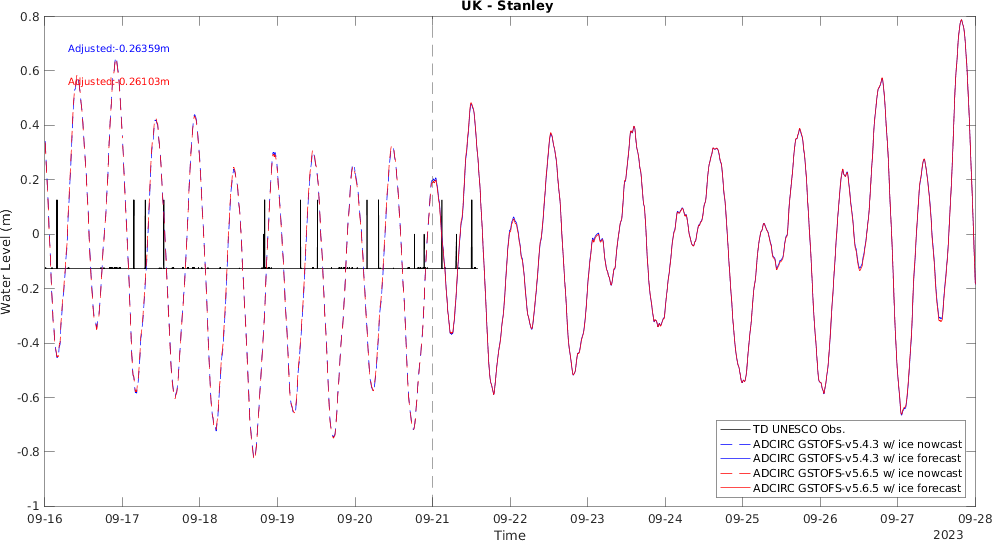 UK - Stanley
Adjusted:-0.26359m
Adjusted:-0.26103m
Water Level (m)
0.8
0.6
0.4
0.2
0
-0.2
-0.4
-0.6
-0.8
-1
TD UNESCO Obs.
ADCIRC GSTOFS-v5.4.3 w/ ice nowcast
ADCIRC GSTOFS-v5.4.3 w/ ice forecast
ADCIRC GSTOFS-v5.6.5 w/ ice nowcast
ADCIRC GSTOFS-v5.6.5 w/ ice forecast
09-16 09-17 09-18 09-19 09-20 09-21 09-22 09-23 09-24 09-25 09-26 09-27 09-28
Time
2023